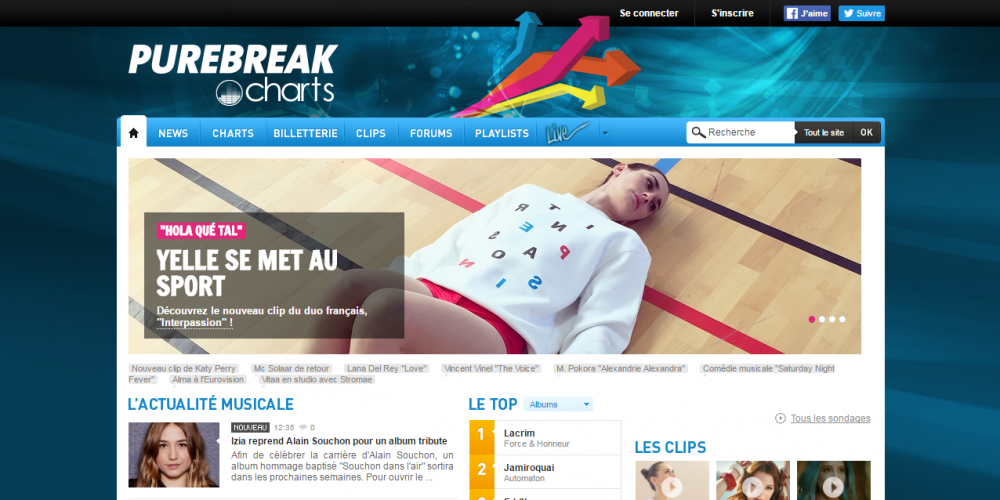 Se connecter S'inscrire J'aime Suivre
PUREBREAK
charts
NEWS CHARTS BILLETTERIE CLIPS FORUMS PLAYLISTS Live Recherche Tout le site OK
"HOLA QUÉ TAL"
YELLE SE MET AU
SPORT
Découvrez le nouveau clip du duo français,
"Interpassion" !
Nouveau clip de Katy Perry Mc Solaar de retour Lana Del Rey "Love" Vincent Vinel "The Voice" M. Pokora "Alexandrie Alexandra" Comédie musicale "Saturday Night
Fever" Alma à l'Eurovision Vitaa en studio avec Stromae
L'ACTUALITÉ MUSICALE
NOUVEAU 12:35 0
Izia reprend Alain Souchon pour un album tribute
Afin de célébrer la carrière d'Alain Souchon, un
album hommage baptisé "Souchon dans l'air" sortira
dans les prochaines semaines. Pour ouvrir le ...
LE TOP Albums
1 Lacrim
Force & Honneur
2 Jamiroquai
Automaton
Tous les sondages
LES CLIPS